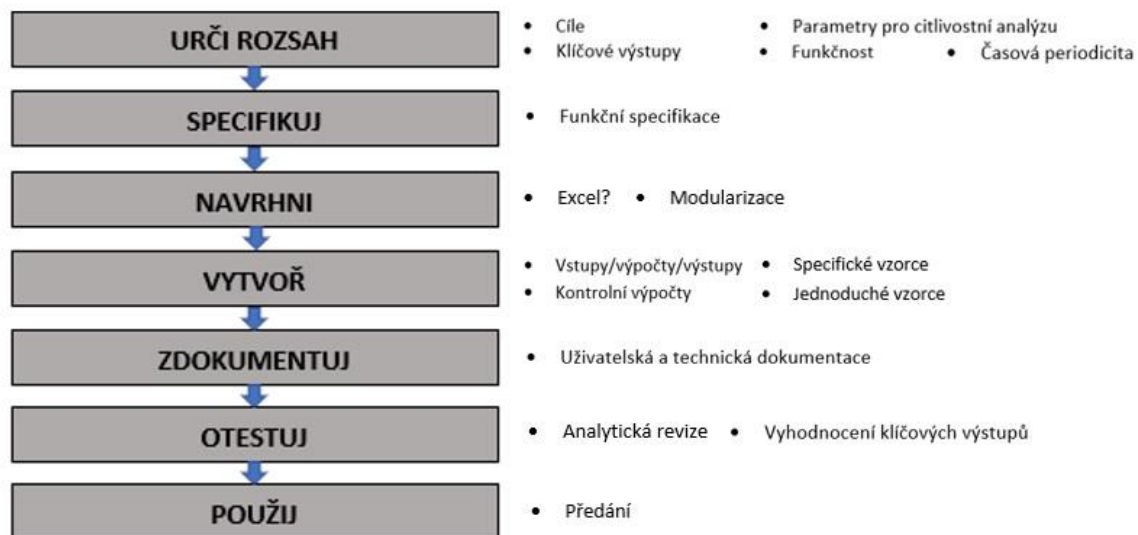 URČI ROZSAH
• Cíle • Parametry pro citlivostní analýzu
• Klíčové výstupy • Funkčnost • Časová periodicita
SPECIFIKUJ
• Funkční specifikace
NAVRHNI
• Excel? • Modularizace
VYTVOŘ
• Vstupy/výpočty/výstupy • Specifické vzorce
• Kontrolní výpočty • Jednoduché vzorce
ZDOKUMENTUJ
• Uživatelská a technická dokumentace
OTESTUJ
• Analytická revize • Vyhodnocení klíčových výstupů
POUŽIJ
• Předání